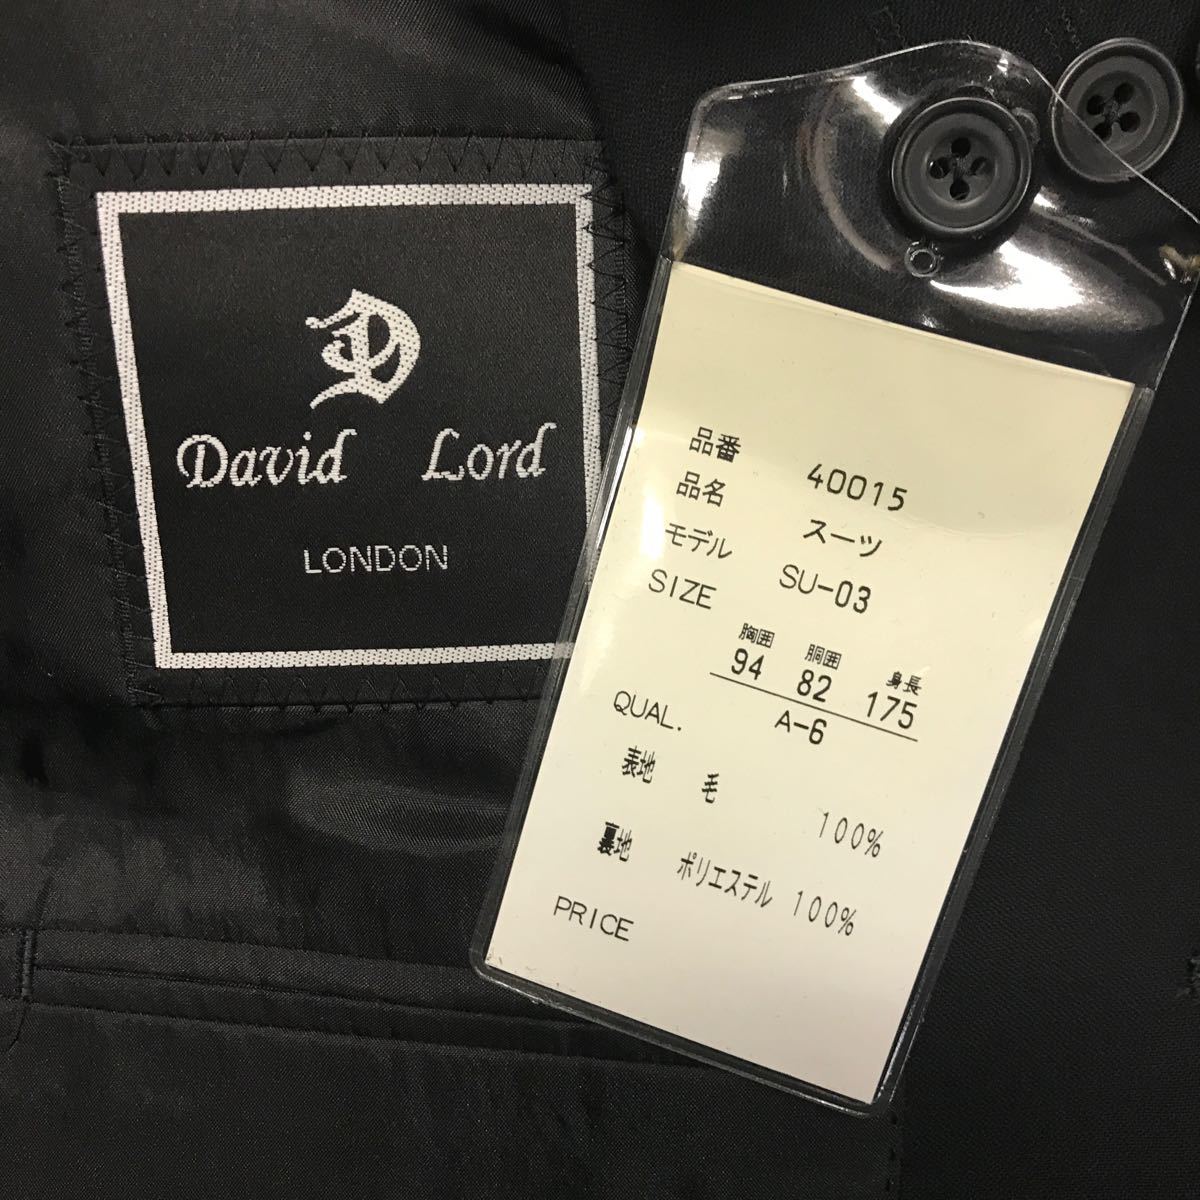 D
David Lord
LONDON
品番 40015
品名 スーツ
モデル SU-03
SIZE
胸囲 胴囲 身長
94 82 175
A-6
QUAL.
表地 毛 100%
裏地 ポリエステル 100%
PRICE